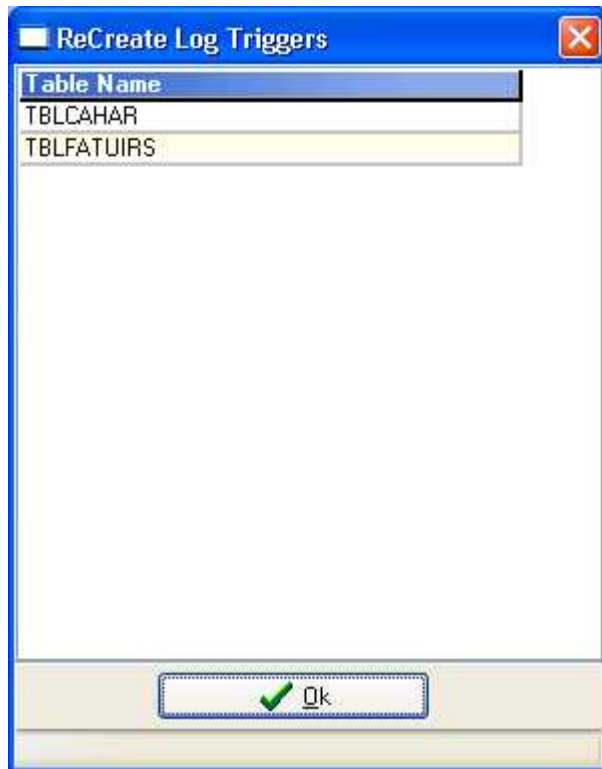 ReCreate Log Triggers
Table Name
TBLCAHAR
TBLFATUIRS
Ok